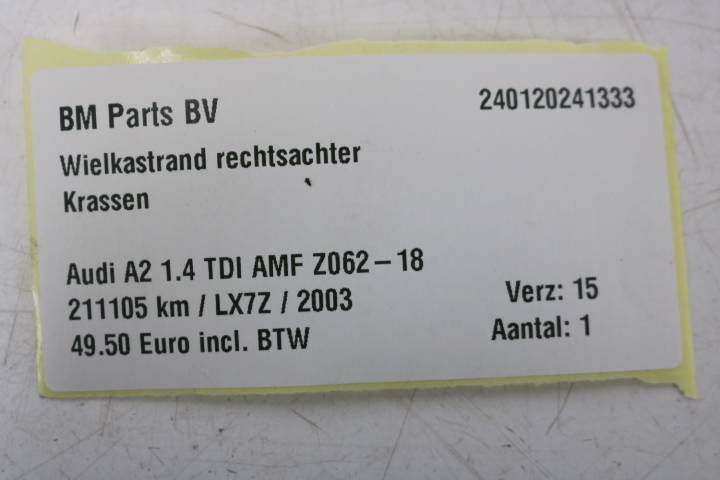 BM Parts BV 240120241333
Wielkastrand rechtsachter
Krassen
Audi A2 1.4 TDI AMF Z062-18
211105 km / LX7Z / 2003 Verz: 15
49.50 Euro incl. BTW Aantal: 1